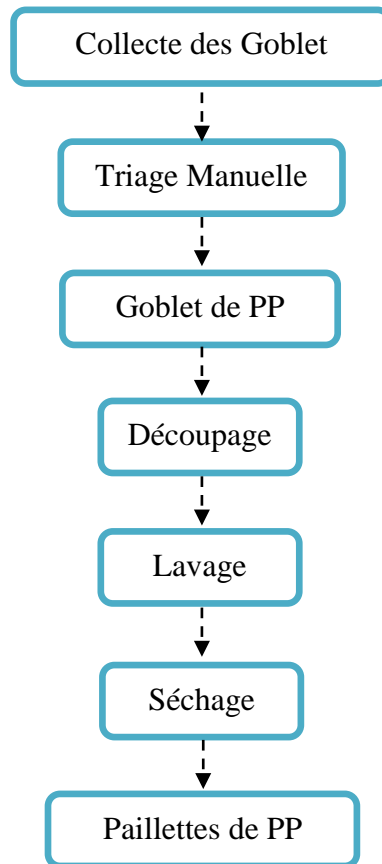 Collecte des Goblet
Triage Manuelle
Goblet de PP
Découpage
Lavage
Séchage
Paillettes de PP